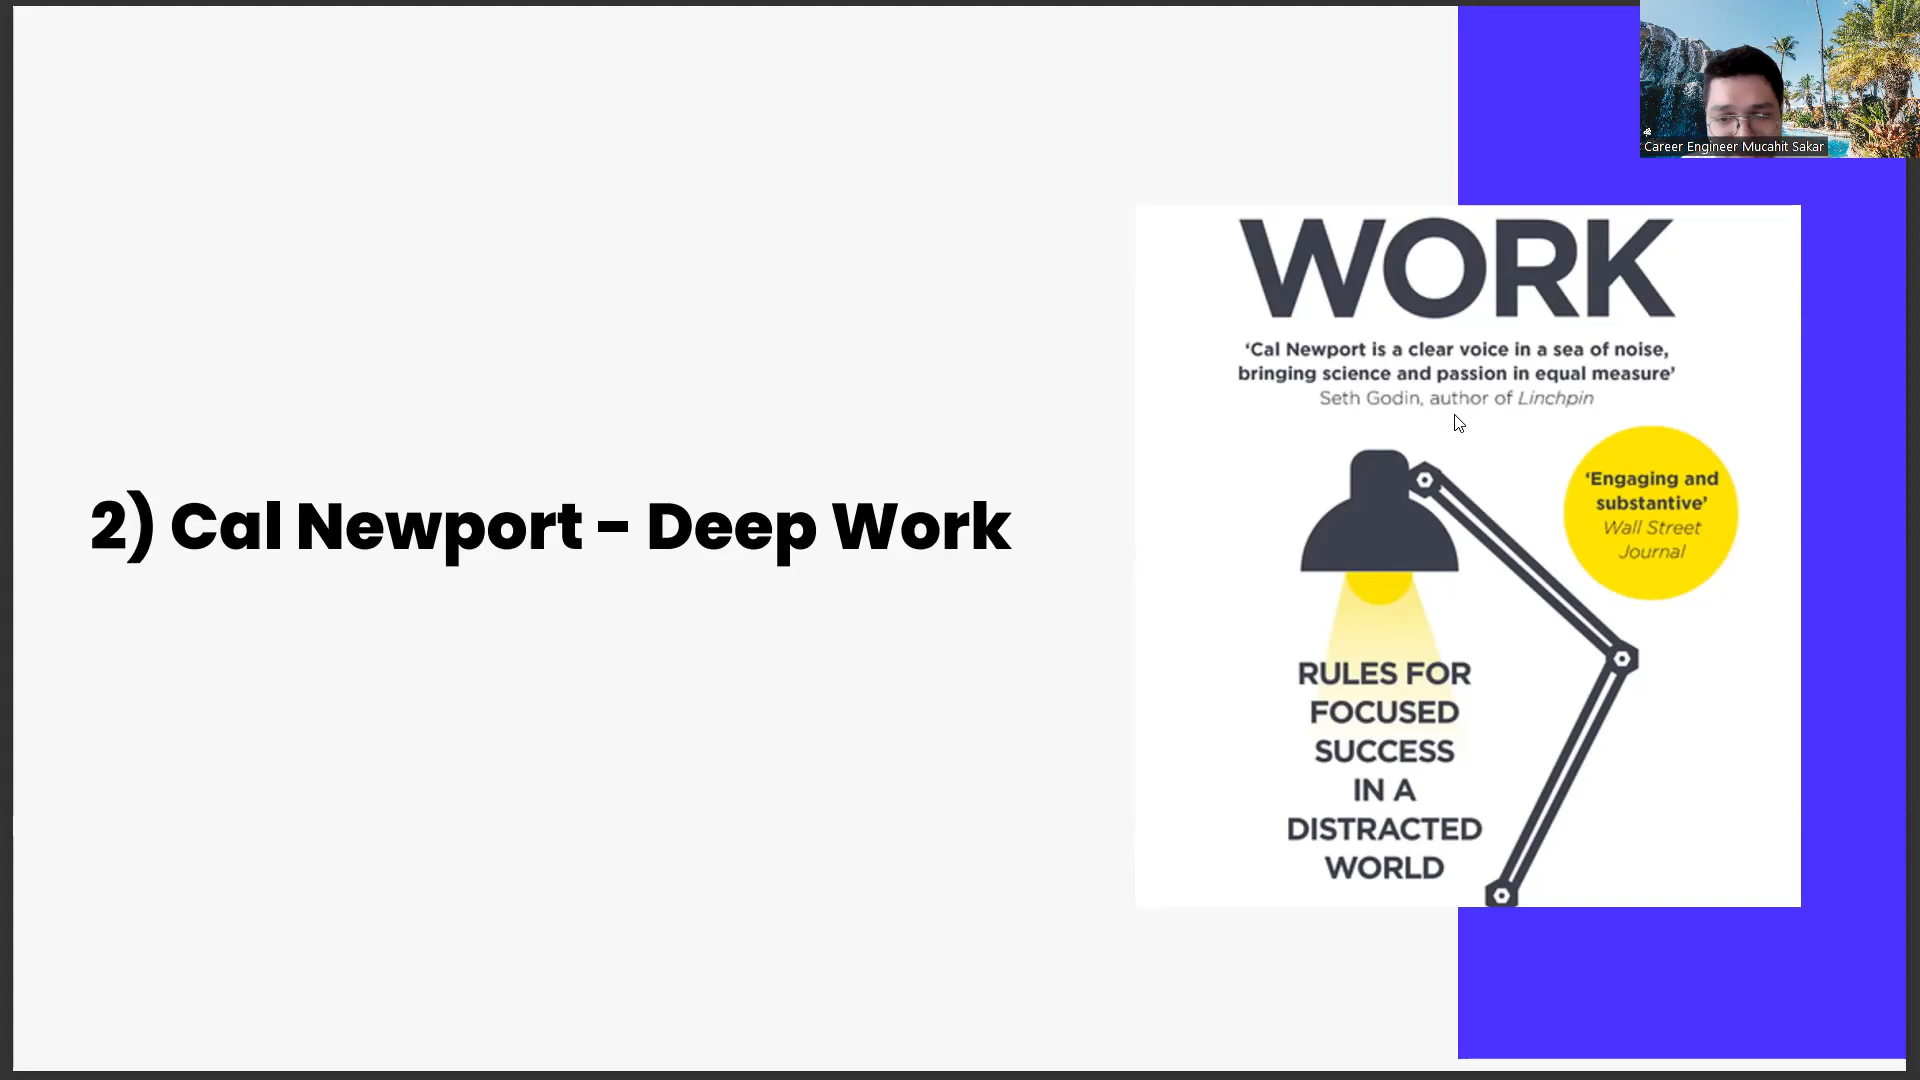 Career Engineer Mucahit Sakar
2) Cal Newport - Deep Work
WORK
‘Cal Newport is a clear voice in a sea of noise,
bringing science and passion in equal measure’
Seth Godin, author of Linchpin
‘Engaging and
substantive’
Wall Street
Journal
RULES FOR
FOCUSED
SUCCESS
IN A
DISTRACTED
WORLD